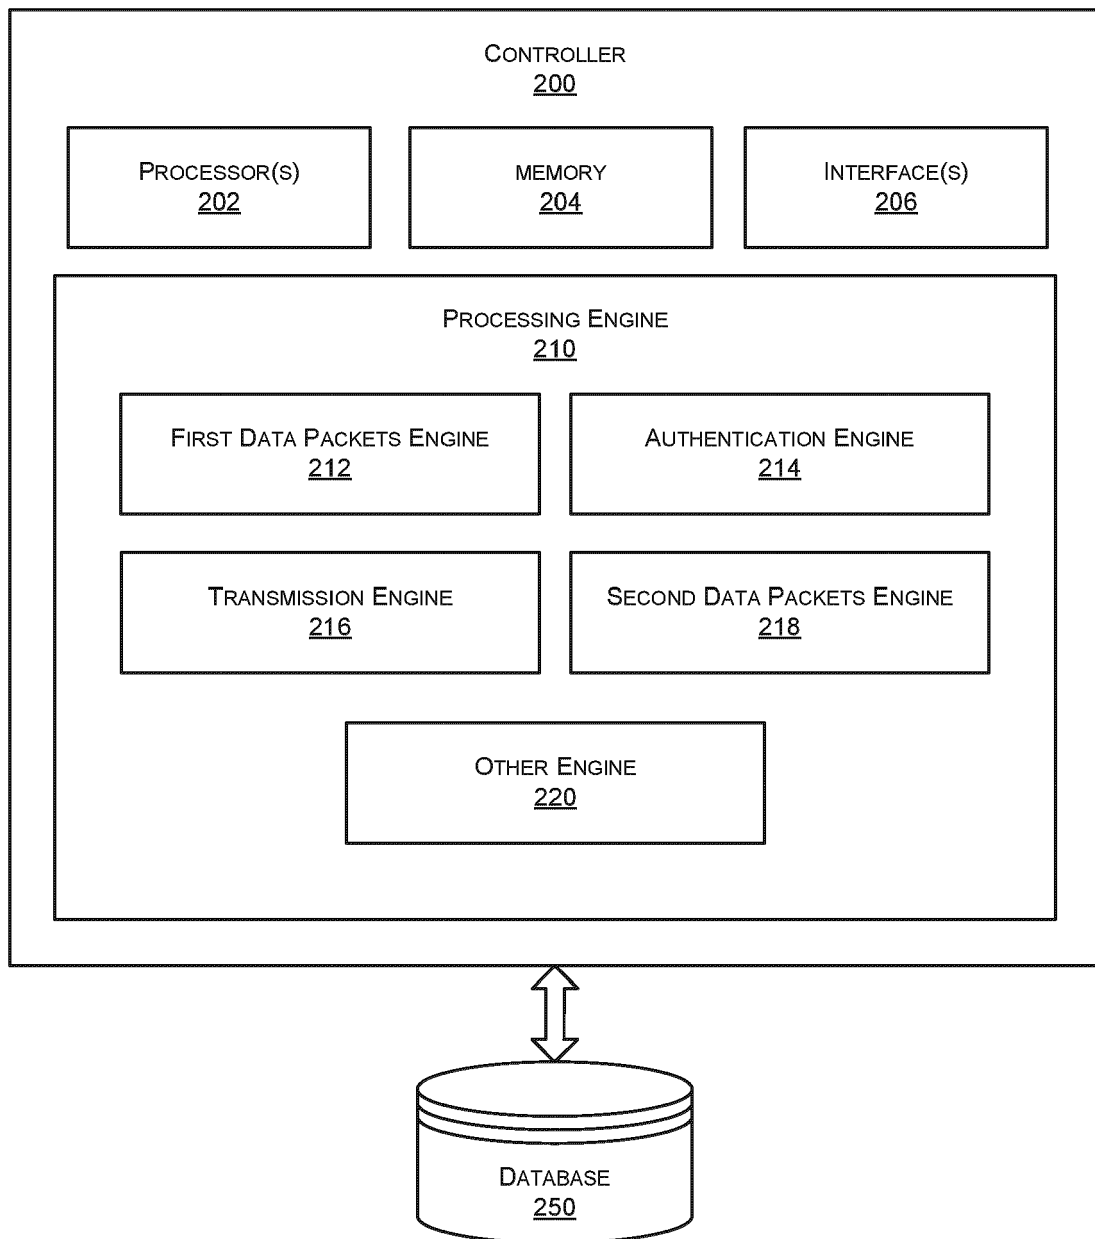 CONTROLLER
200
PROCESSOR(S)
202
MEMORY
204
INTERFACE(S)
206
PROCESSING ENGINE
210
FIRST DATA PACKETS ENGINE
212
AUTHENTICATION ENGINE
214
TRANSMISSION ENGINE
216
SECOND DATA PACKETS ENGINE
218
OTHER ENGINE
220
DATABASE
250